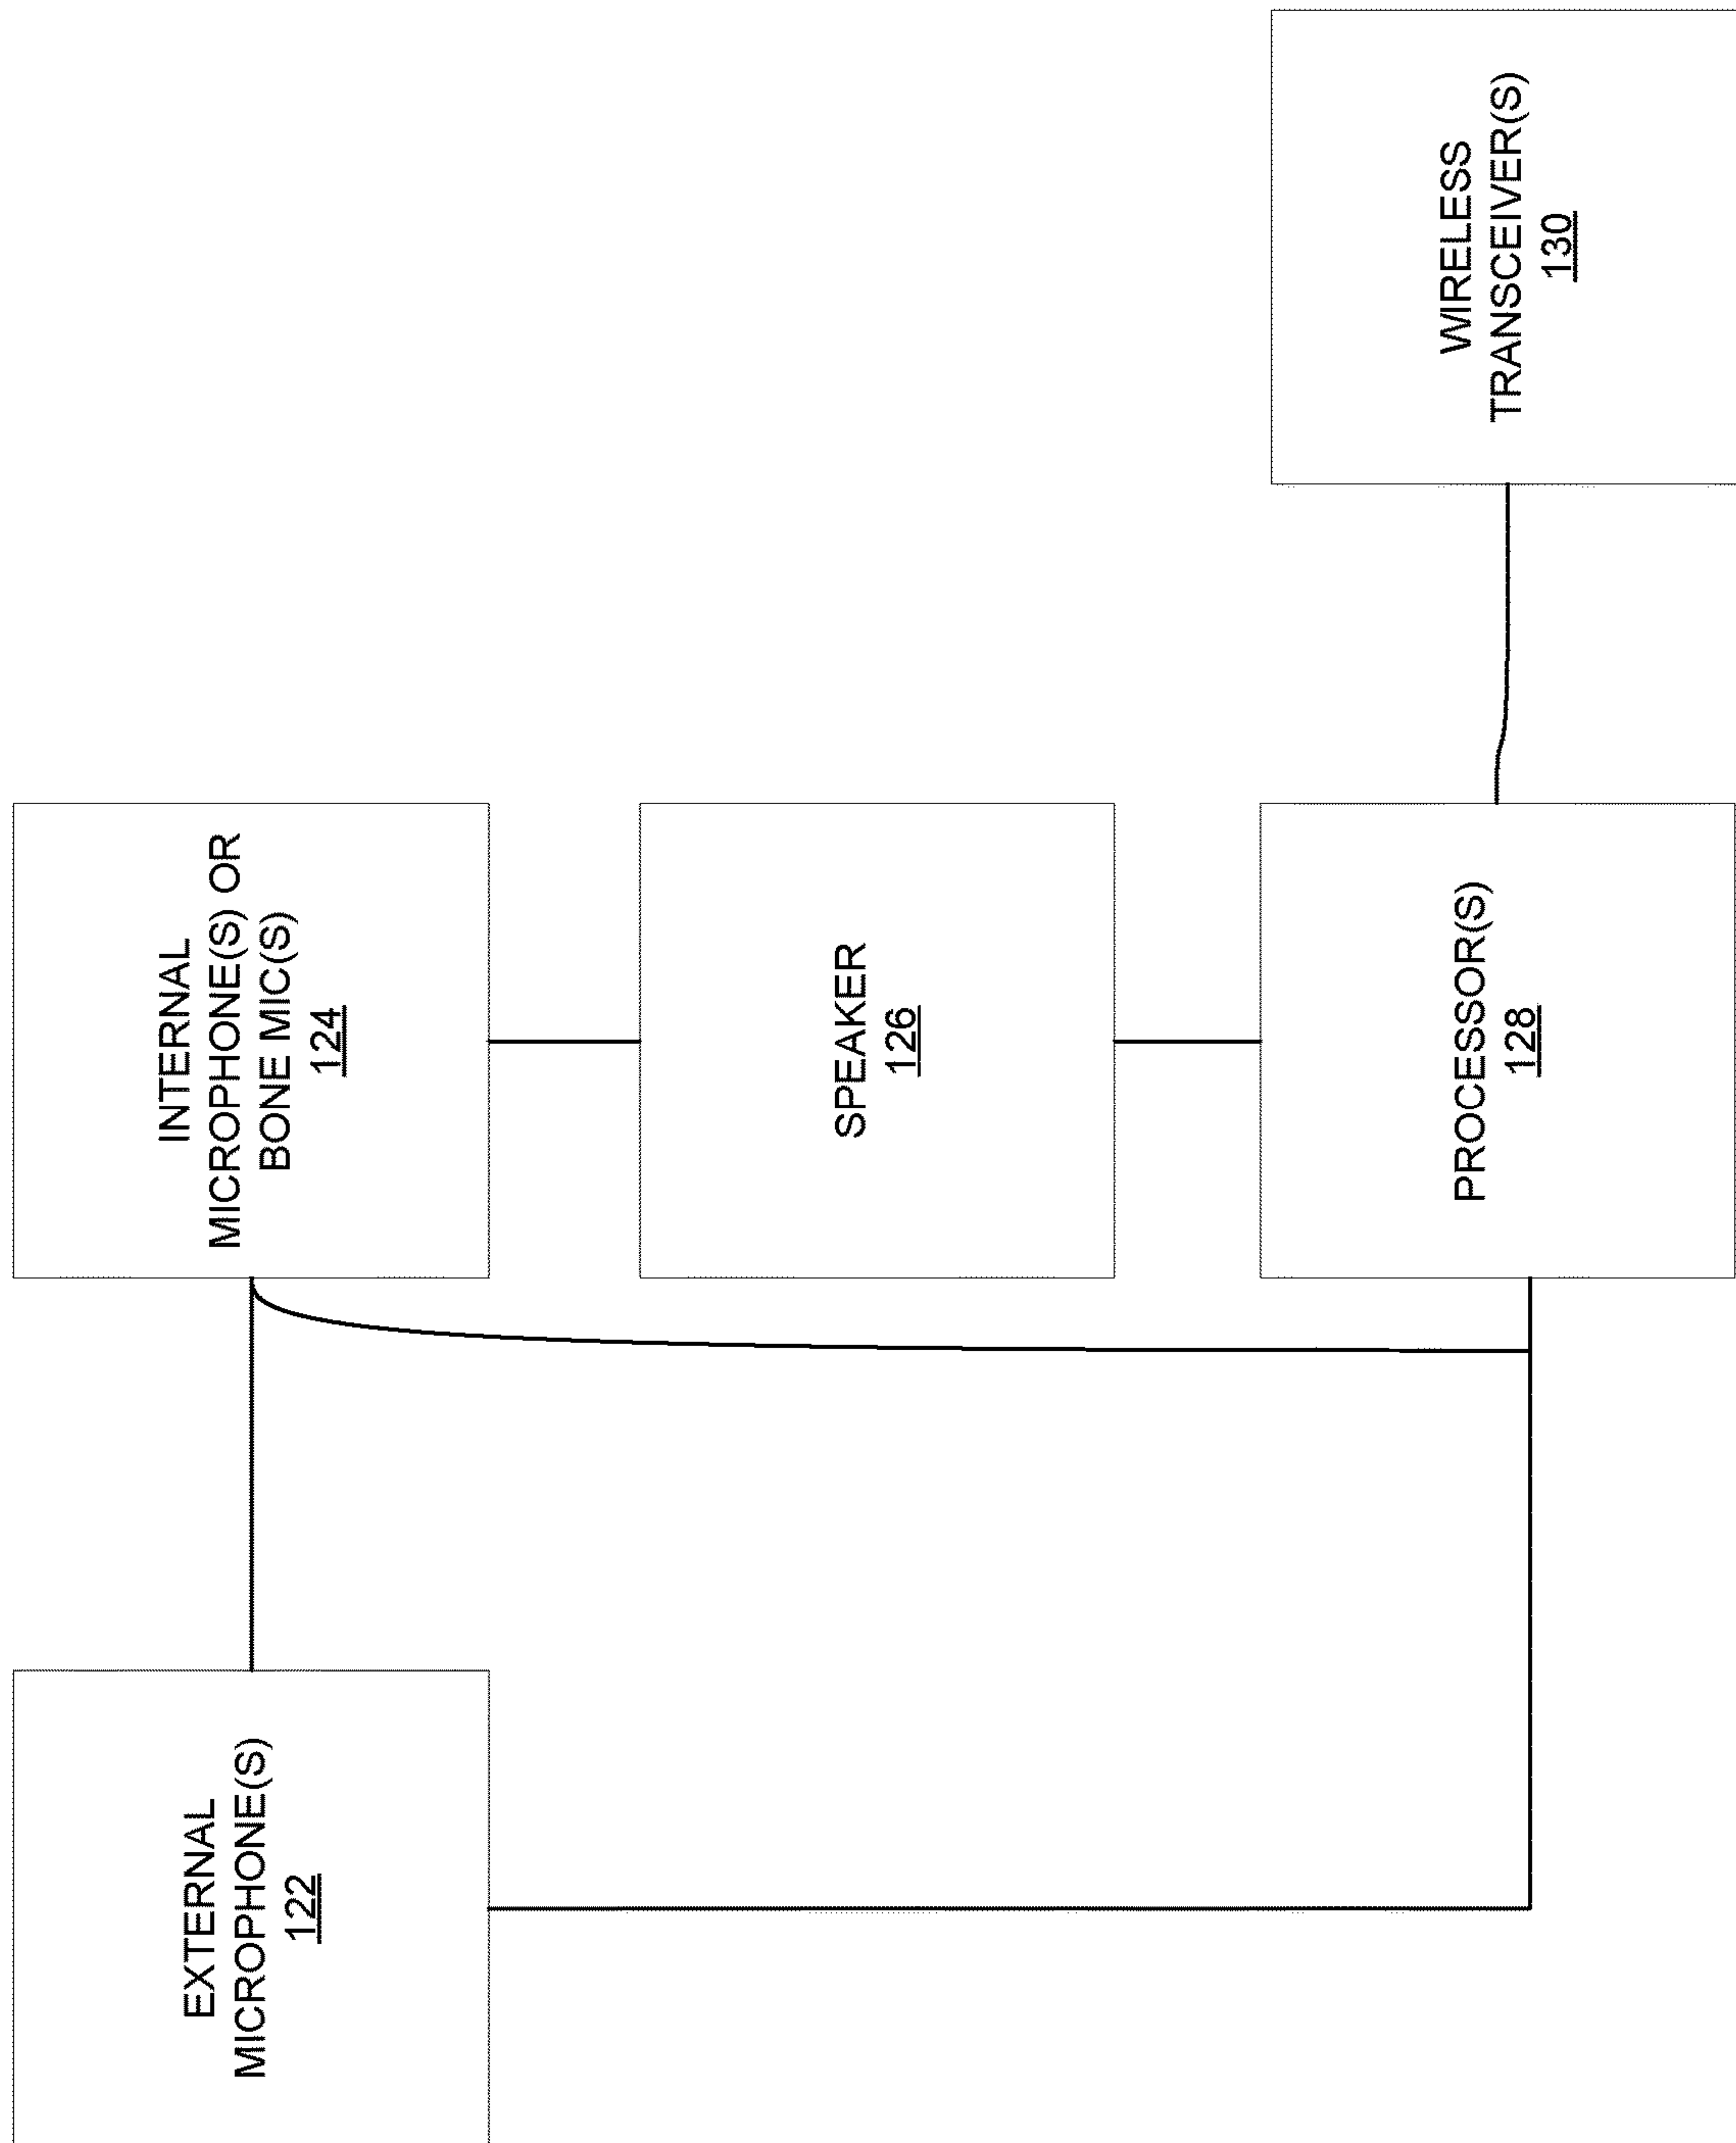 EXTERNAL
MICROPHONE(S)
122
INTERNAL
MICROPHONE(S) OR
BONE MIC(S)
124
SPEAKER
126
PROCESSOR(S)
128
WIRELESS
TRANSCEIVER(S)
130